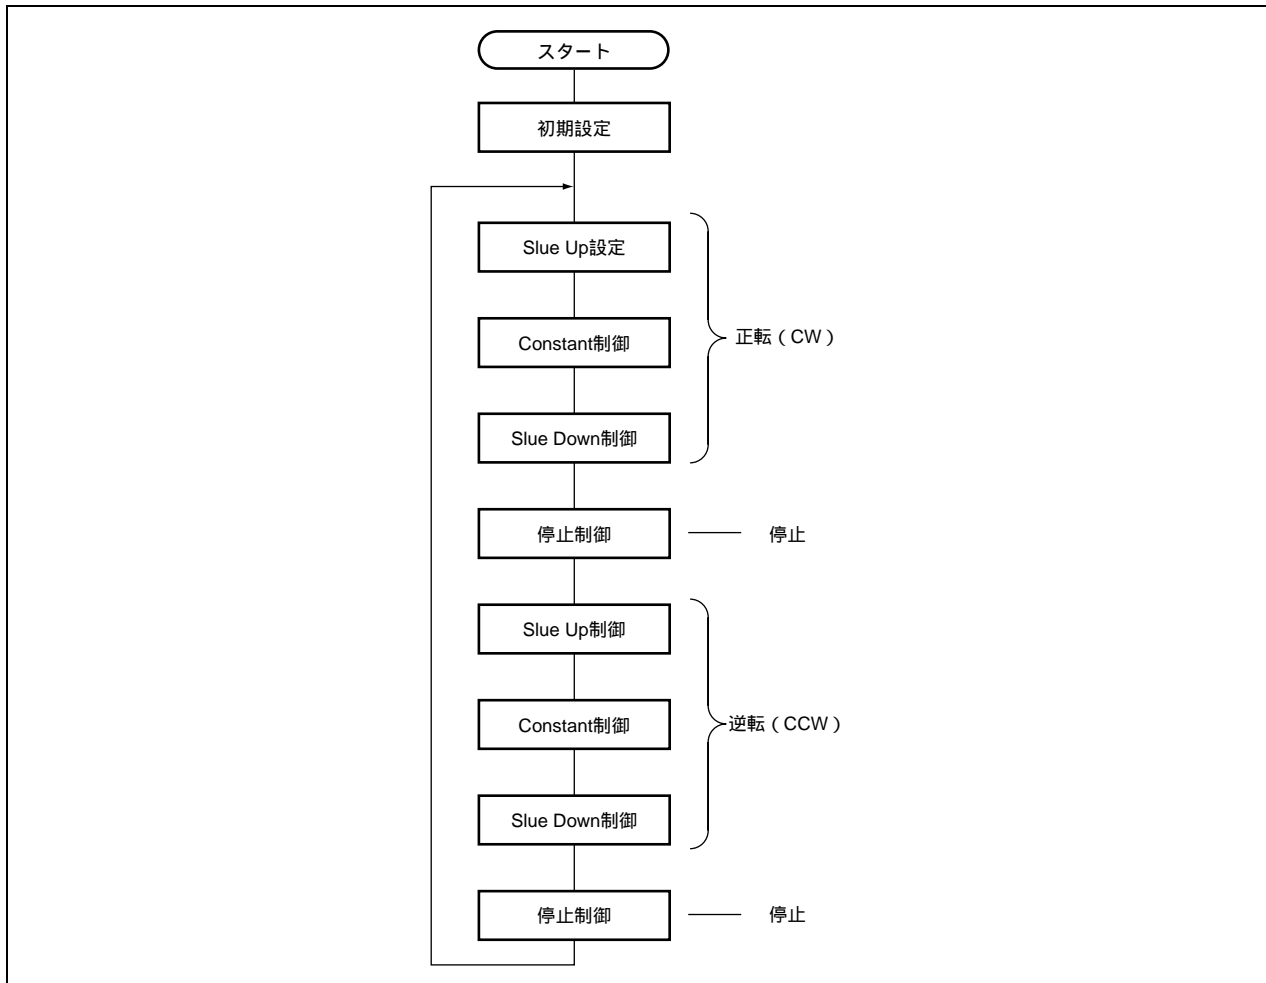 スタート
初期設定
Slue Up設定
Constant制御
正転（CW）
Slue Down制御
停止制御
停止
Slue Up制御
Constant制御
逆転（CCW）
Slue Down制御
停止制御
停止